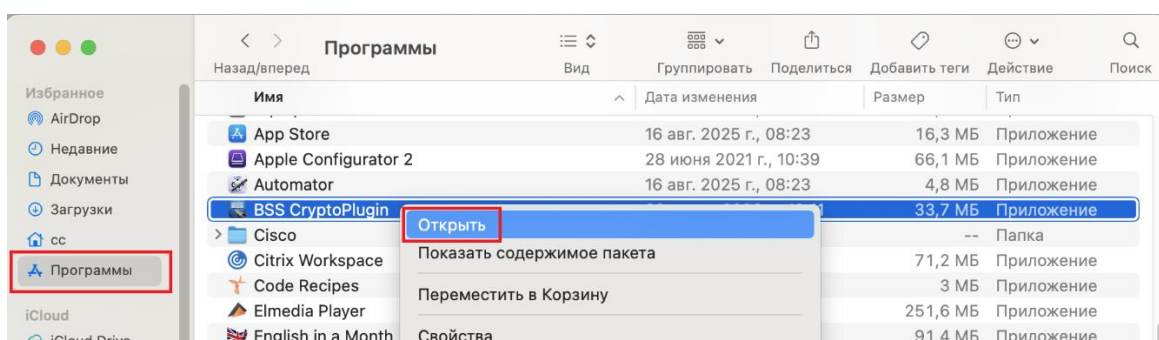 Программы
Назад/вперед Вид Группировать Поделиться Добавить теги Действие Поиск
Избранное
AirDrop
Недавние
Документы
Загрузки
cc
Программы
iCloud
iCloud Drive
Имя Дата изменения Размер Тип
App Store 16 авг. 2025 г., 08:23 16,3 МБ Приложение
Apple Configurator 2 28 июня 2021 г., 10:39 66,1 МБ Приложение
Automator 16 авг. 2025 г., 08:23 4,8 МБ Приложение
BSS CryptoPlugin 33,7 МБ Приложение
Cisco -- Папка
Citrix Workspace 71,2 МБ Приложение
Code Recipes 3 МБ Приложение
Elmedia Player 251,6 МБ Приложение
English in a Month 91,4 МБ Приложение
Открыть
Показать содержимое пакета
Переместить в Корзину
Свойства